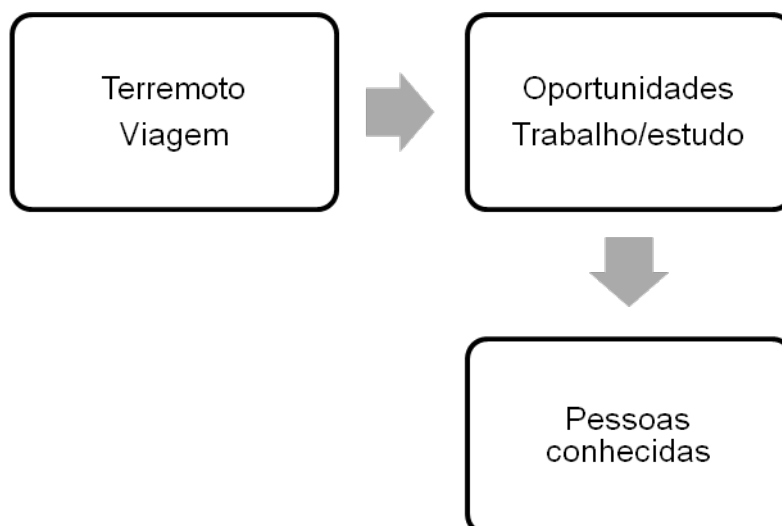 Terremoto
Viagem
Oportunidades
Trabalho/estudo
Pessoas
conhecidas